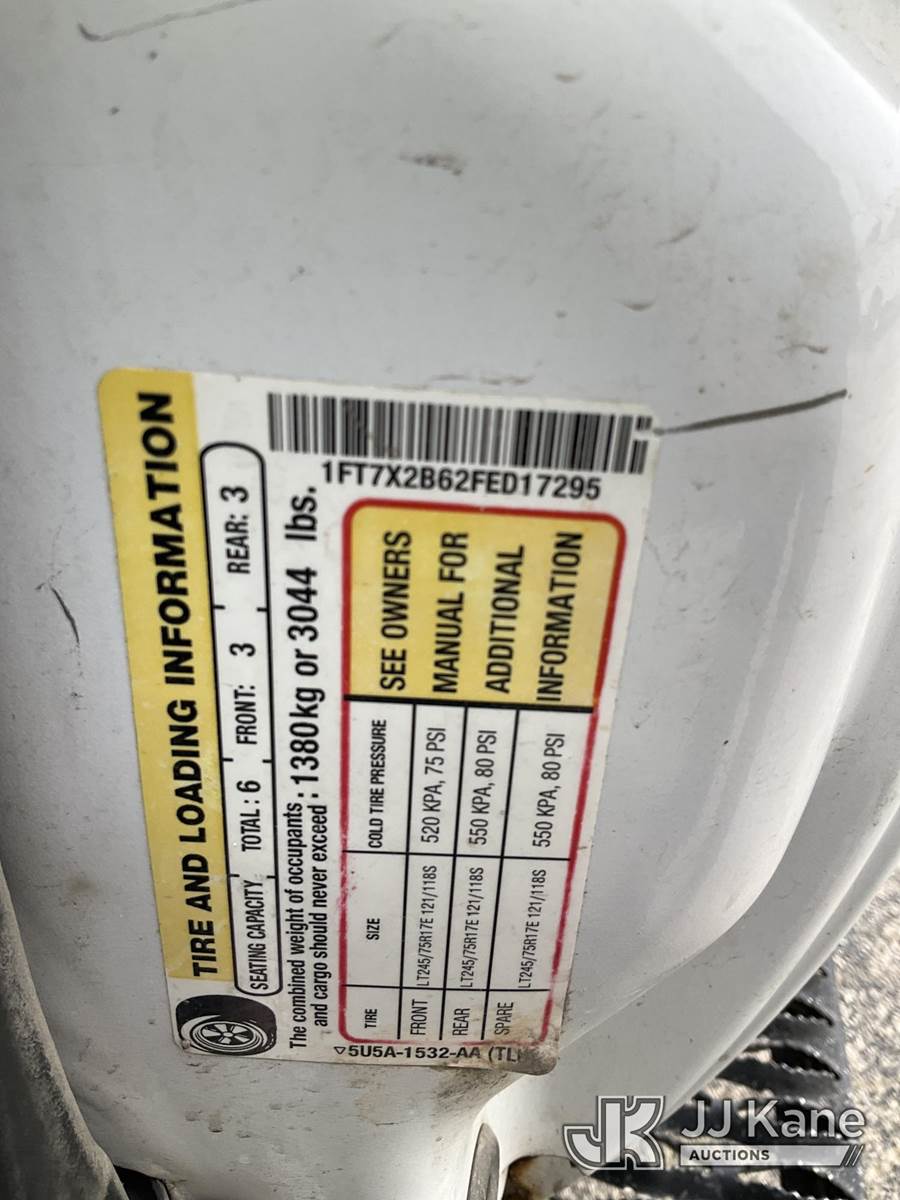 TIRE AND LOADING INFORMATION
SEATING CAPACITY TOTAL: 6 FRONT: 3 REAR: 3
The combined weight of occupants
and cargo should never exceed : 1380kg or 3044 lbs.
1FT7X2B62FED17295
TIRE SIZE COLD TIRE PRESSURE
FRONT LT245/75R17E 121/118S 520 KPA, 75 PSI
REAR LT245/75R17E 121/118S 550 KPA, 80 PSI
SPARE LT245/75R17E 121/118S 550 KPA, 80 PSI
SEE OWNERS
MANUAL FOR
ADDITIONAL
INFORMATION
▽5U5A-1532-AA (TL)
JK JJ Kane
AUCTIONS